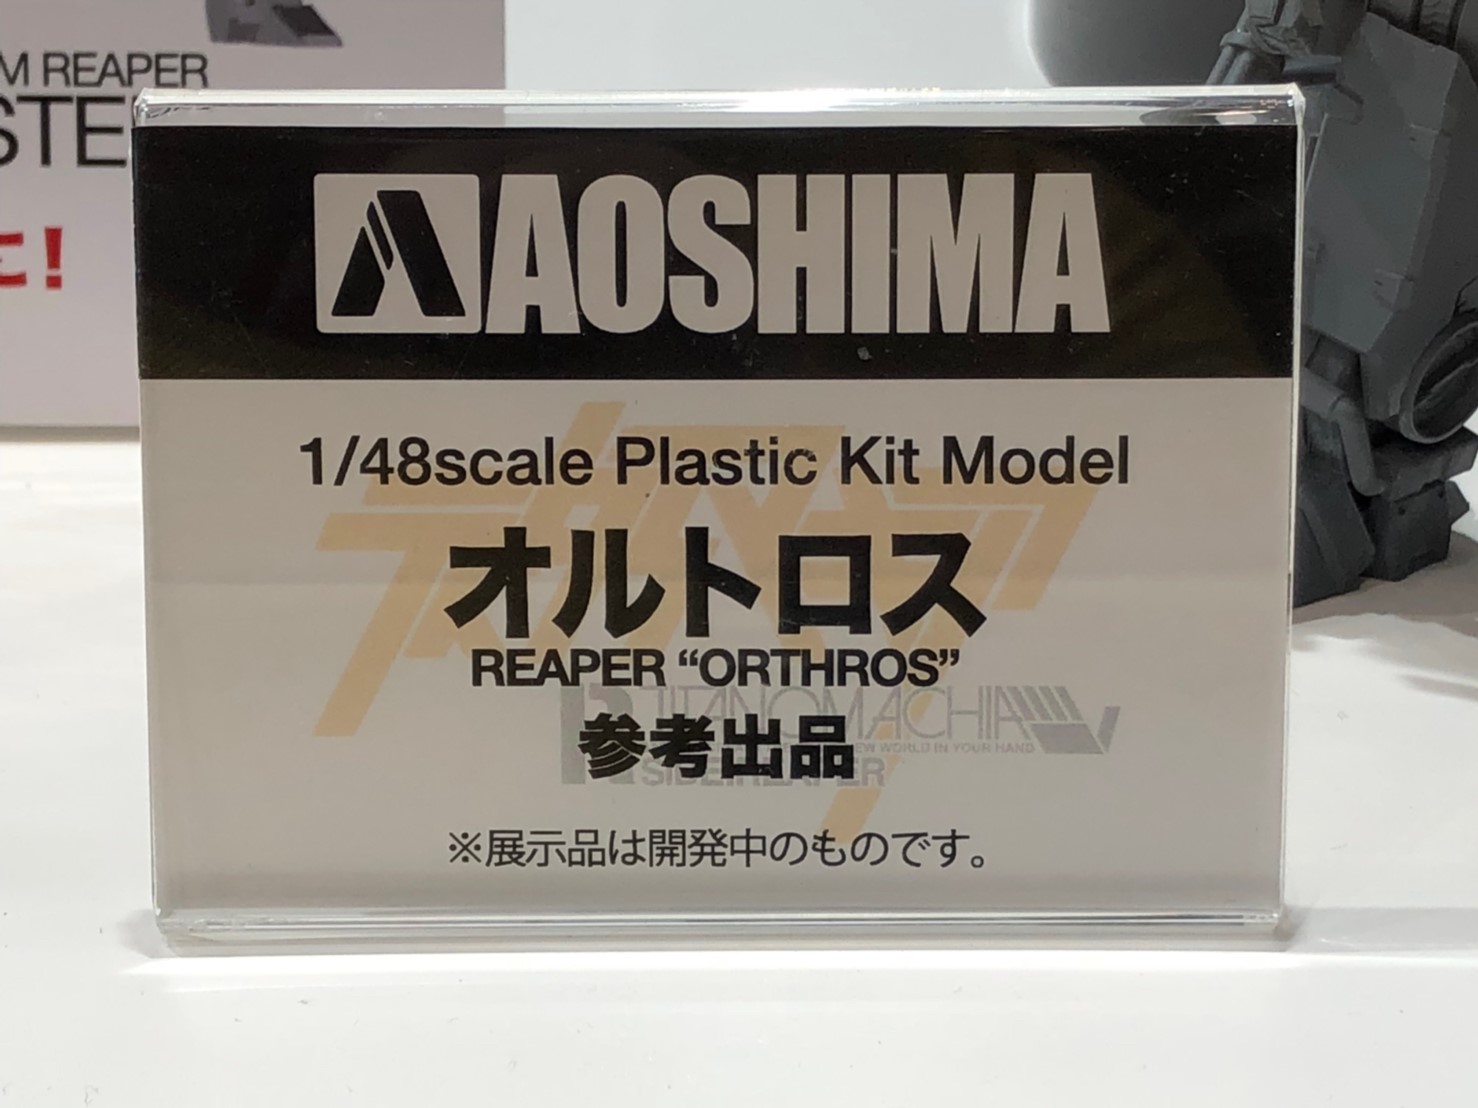 M REAPER
STE
に!
AOSHIMA
1/48scale Plastic Kit Model
オルトロス
REAPER “ORTHROS”
TITANOMACHIA
参考出品
EW WORLD IN YOUR HAND
SIDE:REAPER
※展示品は開発中のものです。